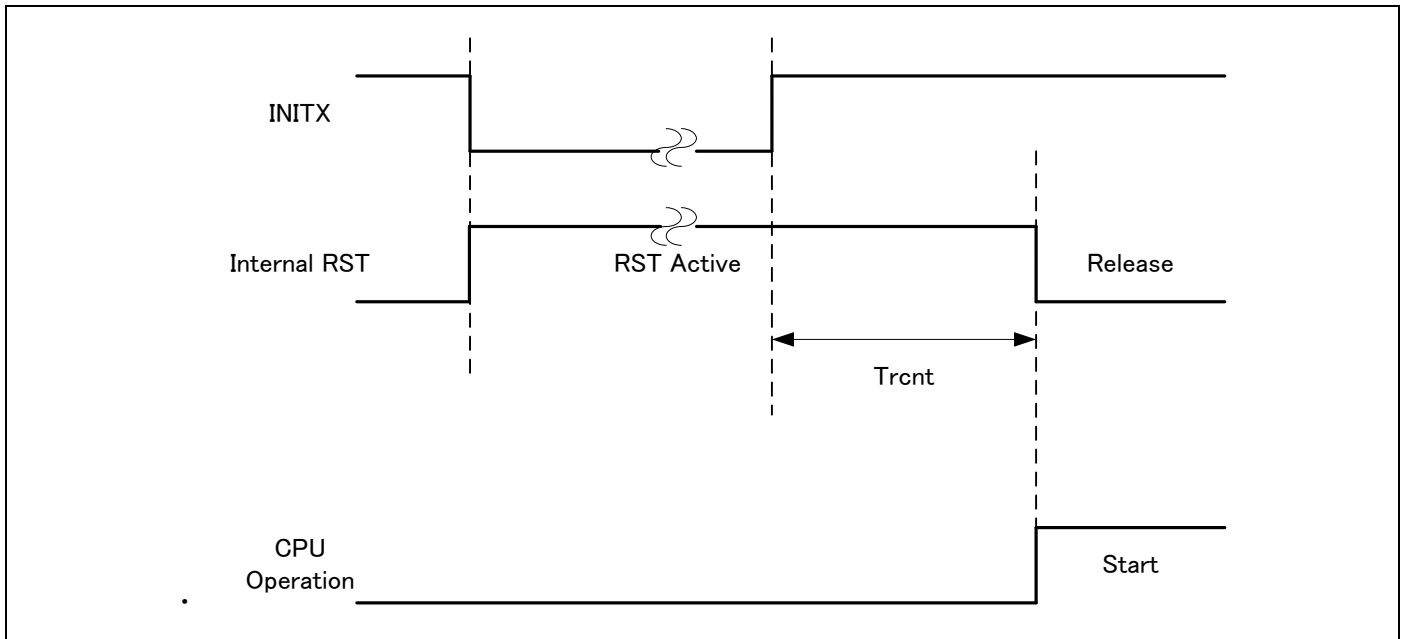 INITX
Internal RST
RST Active
Release
Trcnt
CPU
Operation
Start